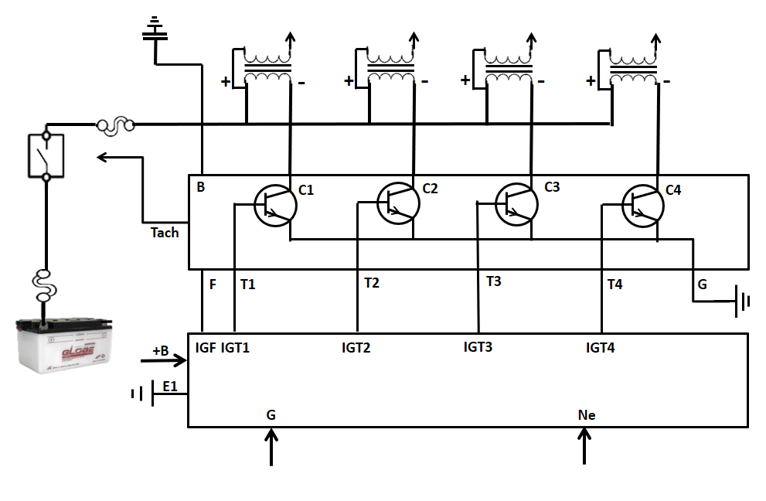 + - + - + - + -
B C1 C2 C3 C4
Tach
F T1 T2 T3 T4 G
GLOBE
+B IGF IGT1 IGT2 IGT3 IGT4
E1
G Ne